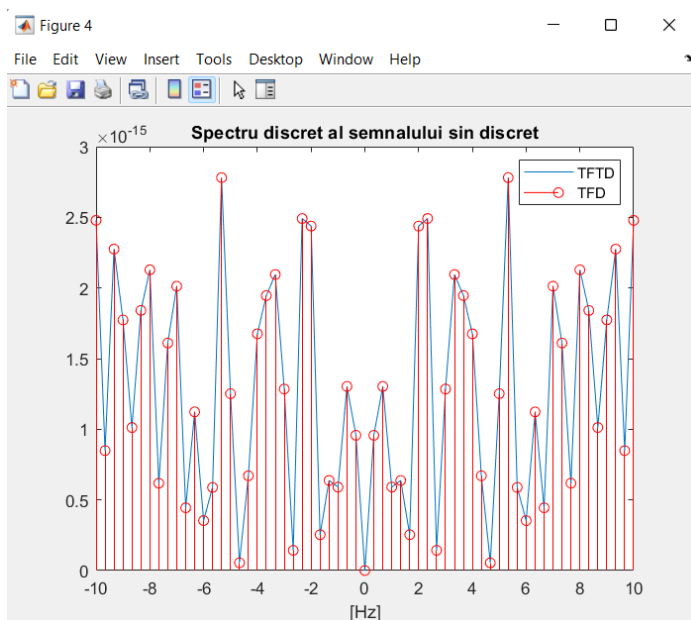 Figure 4
File Edit View Insert Tools Desktop Window Help
×10^-15
Spectru discret al semnalului sin discret
3
2.5
2
1.5
1
0.5
0
TFTD
TFD
-10 -8 -6 -4 -2 0 2 4 6 8 10
[Hz]